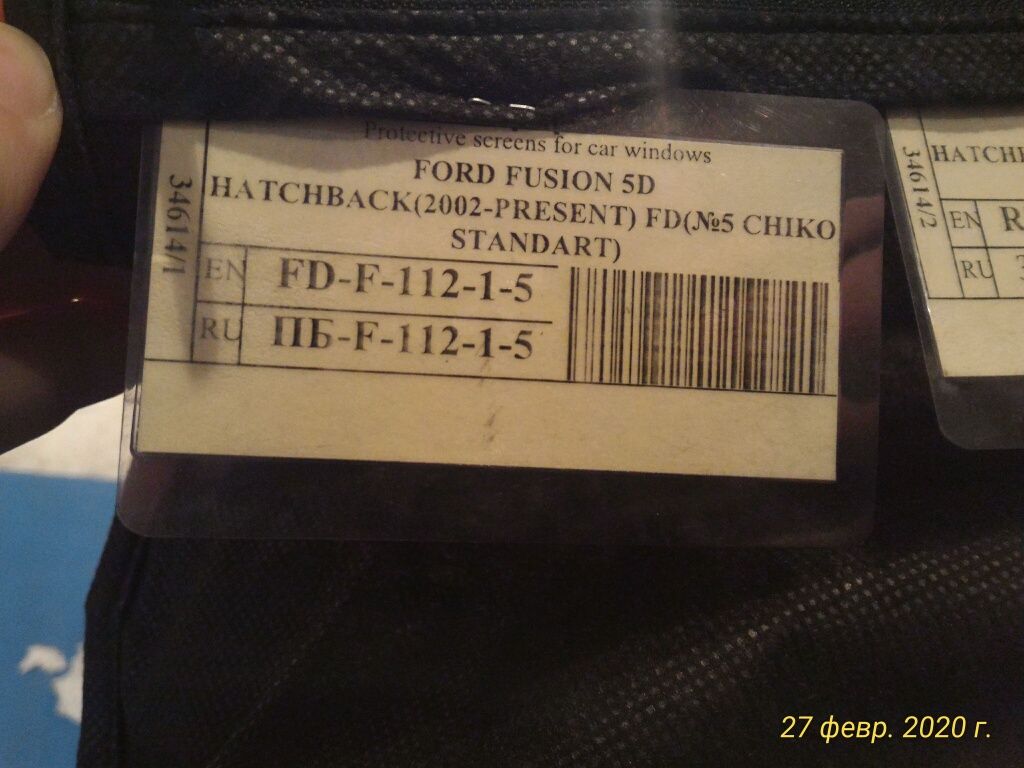 Protective screens for car windows
FORD FUSION 5D
HATCHBACK(2002-PRESENT) FD(№5 CHIKO
STANDART)
34614/1
EN FD-F-112-1-5
RU ПБ-F-112-1-5
34614/2
EN
RU
27 февр. 2020 г.